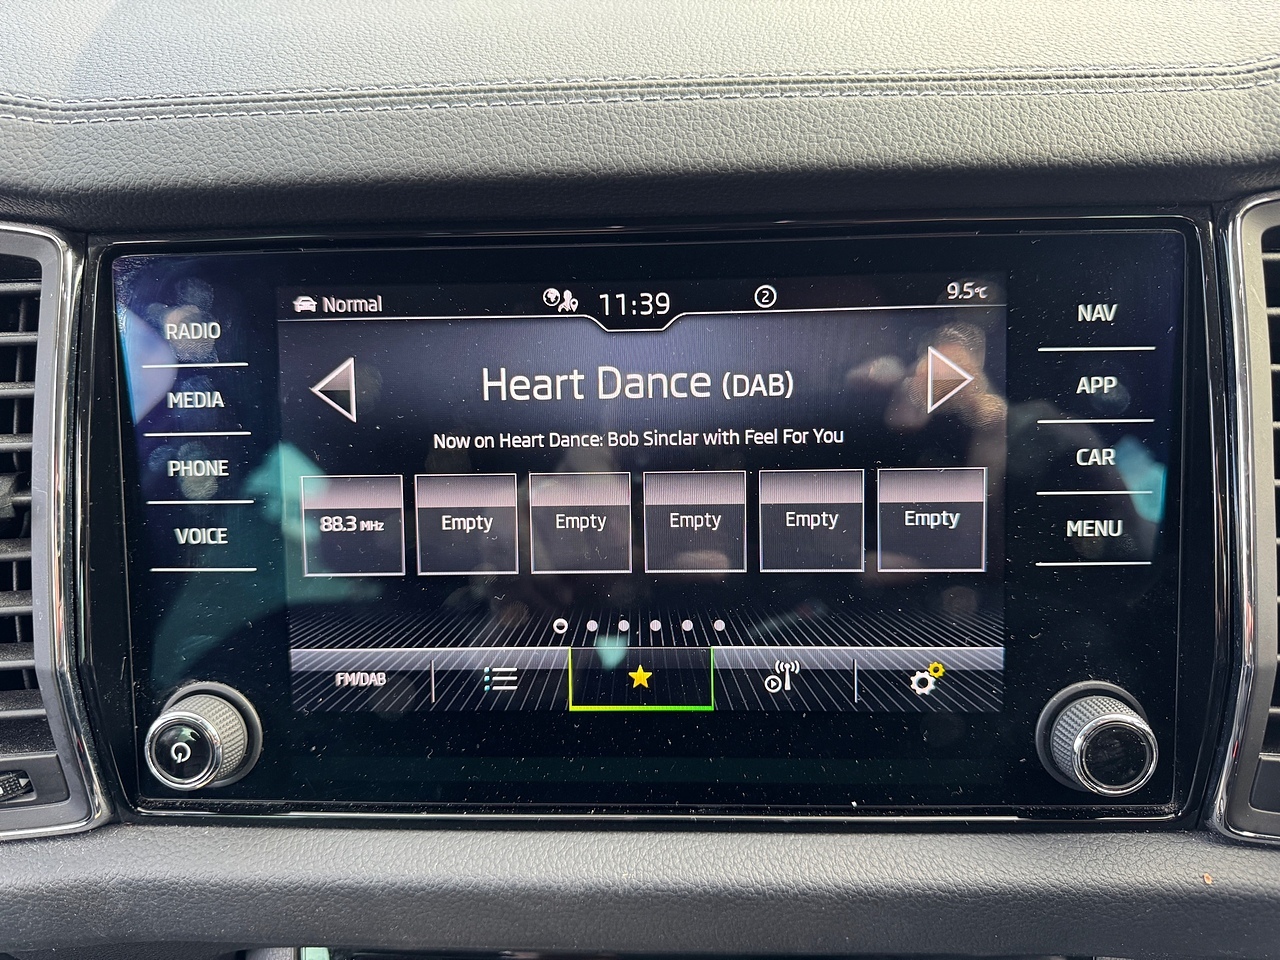 Normal
11:39
2
9.5°C
RADIO
MEDIA
PHONE
VOICE
Heart Dance (DAB)
Now on Heart Dance: Bob Sinclar with Feel For You
88.3 MHz
Empty
Empty
Empty
Empty
Empty
FM/DAB
NAV
APP
CAR
MENU